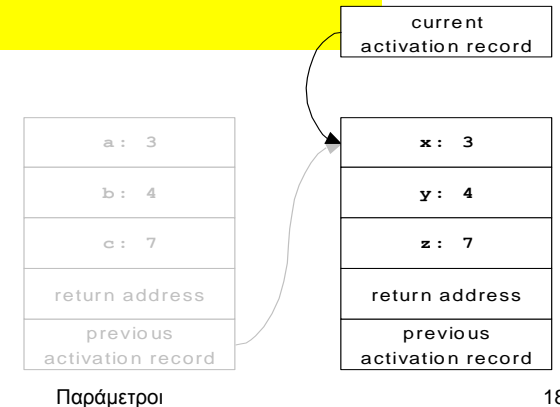 current
activation record
a: 3
b: 4
c: 7
return address
previous
activation record
x: 3
y: 4
z: 7
return address
previous
activation record
Παράμετροι
18